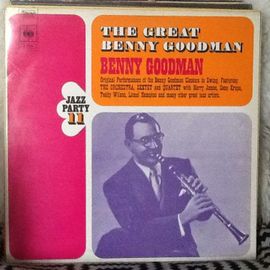 CBS
THE GREAT
BENNY GOODMAN
BENNY GOODMAN
Original Performances of the Benny Goodman Classics in Swing, Featuring
THE ORCHESTRA, SEXTET and QUARTET with Harry James, Gene Krupa,
Teddy Wilson, Lionel Hampton and many other great jazz artists.
JAZZ
PARTY
11